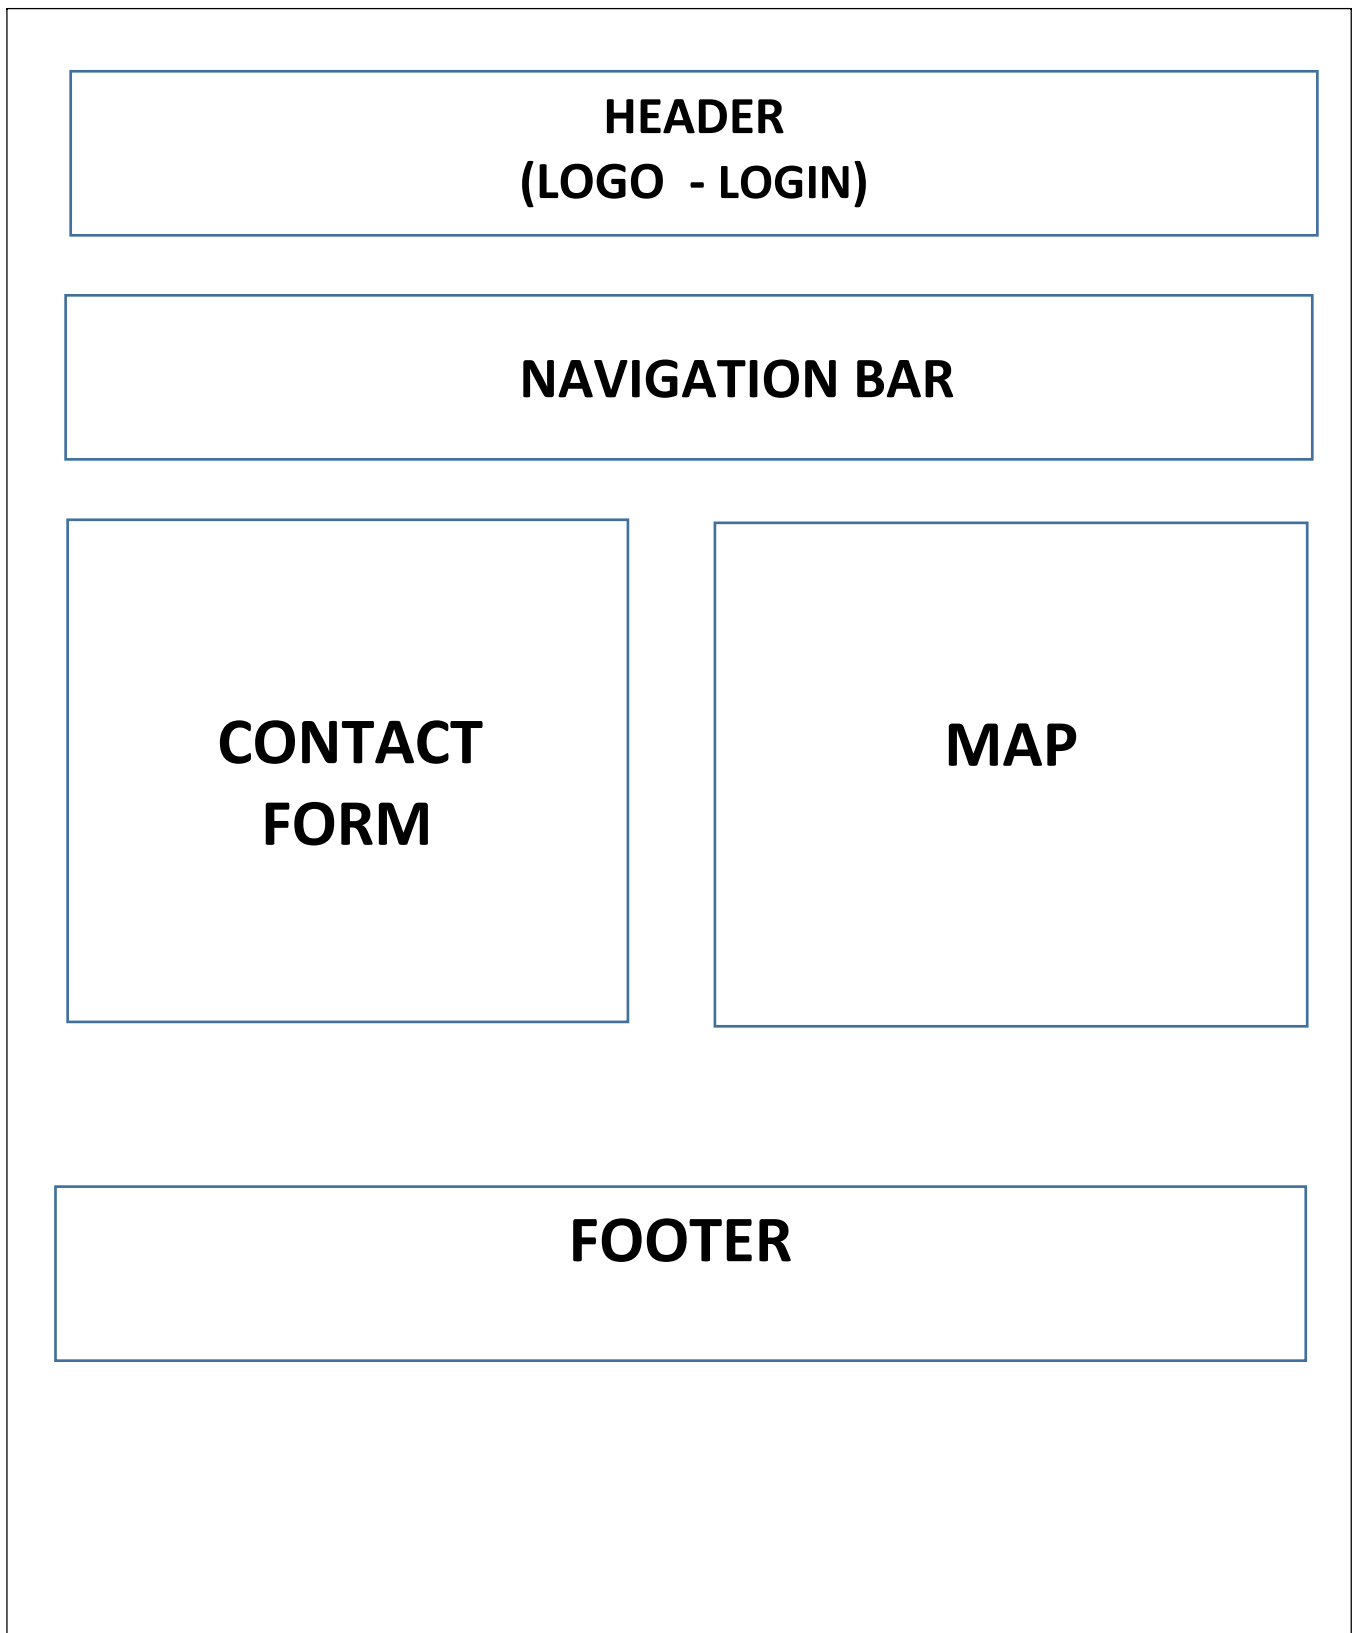 HEADER
(LOGO - LOGIN)
NAVIGATION BAR
CONTACT
FORM
MAP
FOOTER